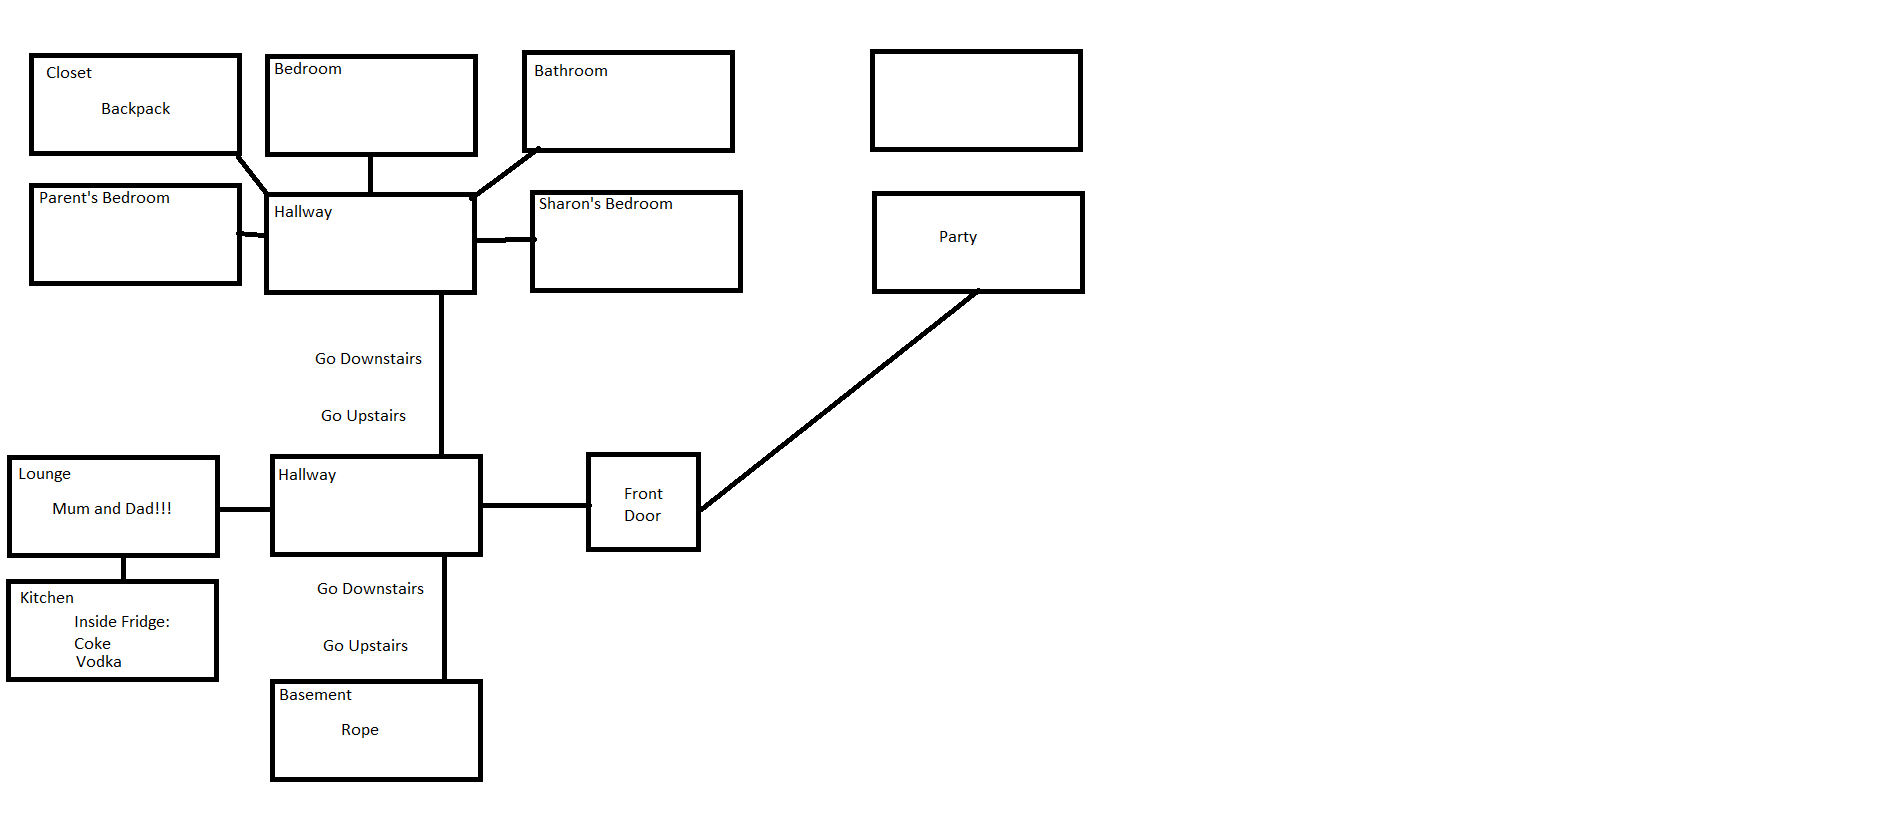 Closet
Backpack
Bedroom
Bathroom
Parent's Bedroom
Hallway
Sharon's Bedroom
Party
Go Downstairs
Go Upstairs
Lounge
Mum and Dad!!!
Hallway
Front
Door
Kitchen
Inside Fridge:
Coke
Vodka
Go Downstairs
Go Upstairs
Basement
Rope